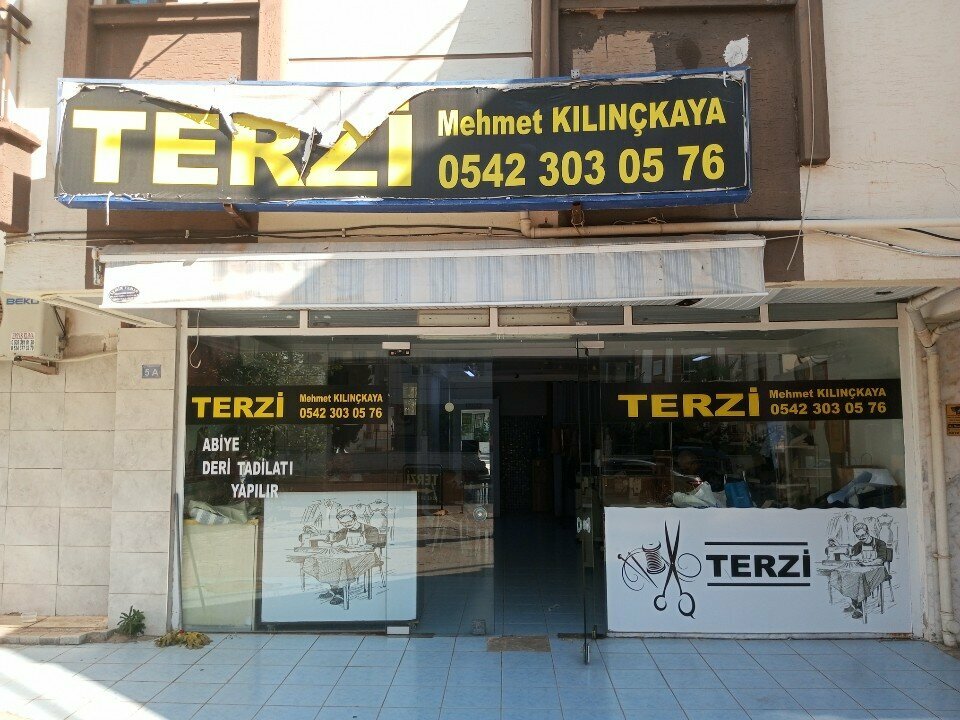 TERZİ
Mehmet KILINÇKAYA
0542 303 05 76
BEKO
5 A
TERZİ
Mehmet KILINÇKAYA
0542 303 05 76
ABİYE
DERİ TADİLATI
YAPILIR
TERZİ
Mehmet KILINÇKAYA
0542 303 05 76
TERZİ